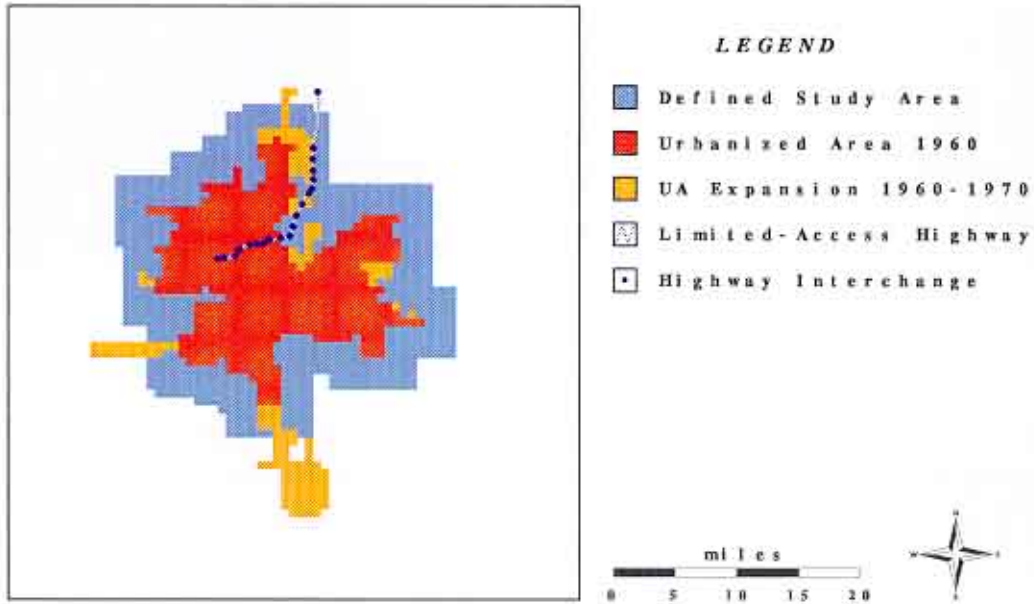 LEGEND
Defined Study Area
Urbanized Area 1960
UA Expansion 1960-1970
Limited-Access Highway
Highway Interchange
miles
0 5 10 15 20
N
W E
S